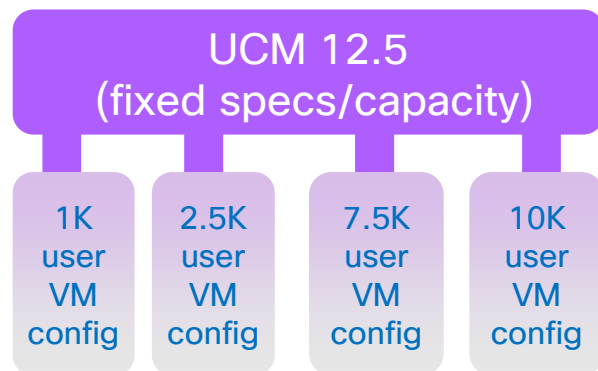 UCM 12.5
(fixed specs/capacity)
1K
user
VM
config
2.5K
user
VM
config
7.5K
user
VM
config
10K
user
VM
config